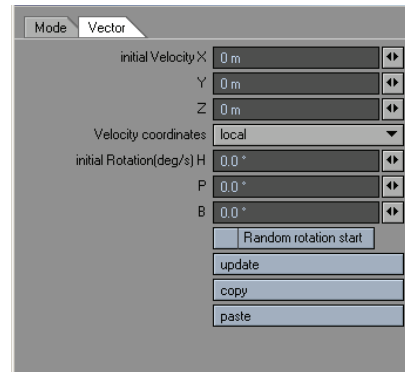 Mode Vector
initial Velocity X 0 m
Y 0 m
Z 0 m
Velocity coordinates local
initial Rotation(deg/s) H 0.0 °
P 0.0 °
B 0.0 °
Random rotation start
update
copy
paste